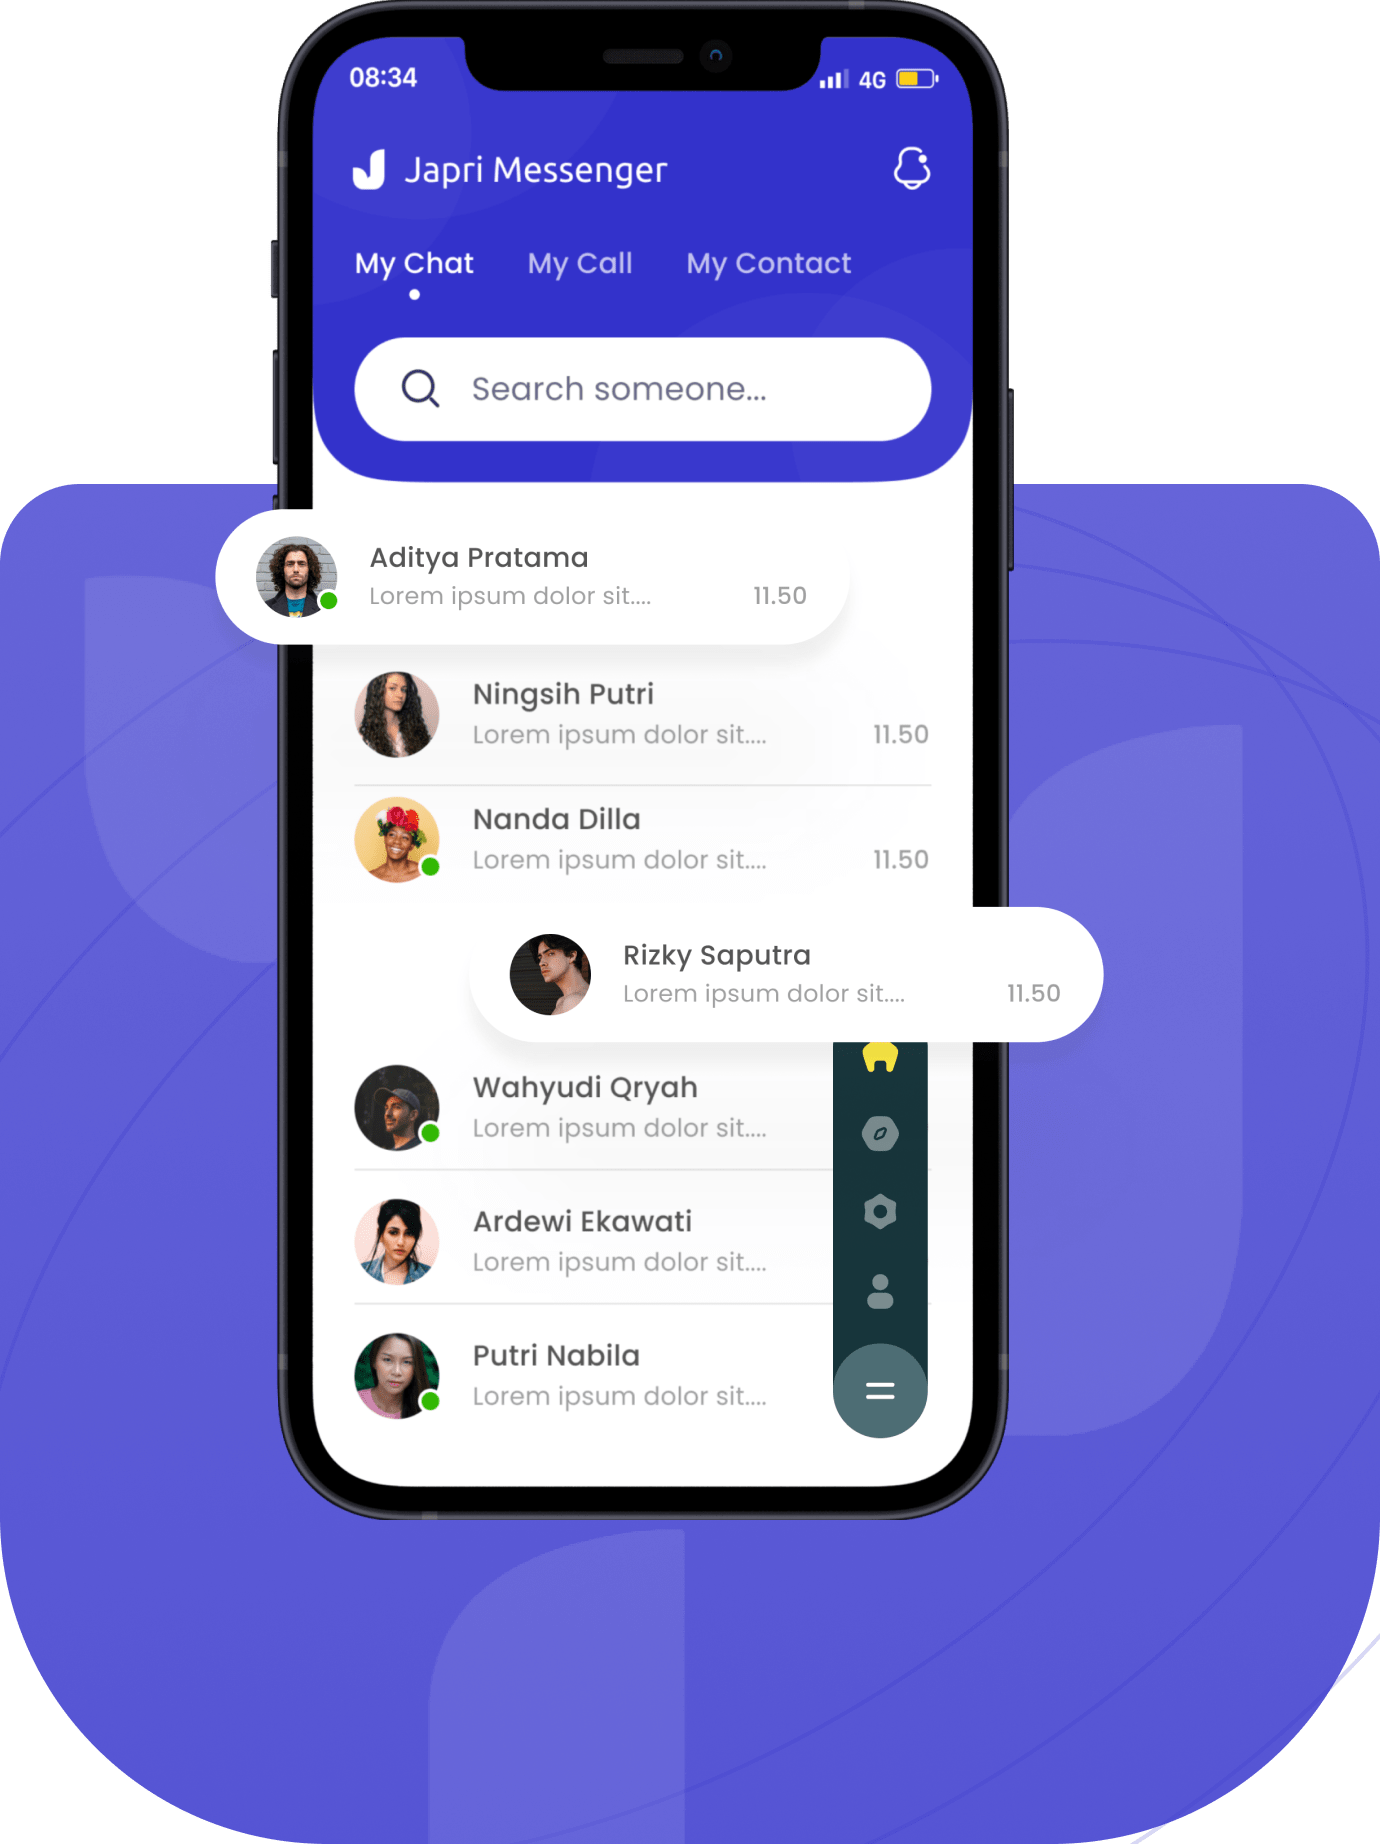 08:34
4G
Japri Messenger
My Chat My Call My Contact
Search someone...
Aditya Pratama
Lorem ipsum dolor sit.... 11.50
Ningsih Putri
Lorem ipsum dolor sit.... 11.50
Nanda Dilla
Lorem ipsum dolor sit.... 11.50
Rizky Saputra
Lorem ipsum dolor sit.... 11.50
Wahyudi Qryah
Lorem ipsum dolor sit....
Ardewi Ekawati
Lorem ipsum dolor sit....
Putri Nabila
Lorem ipsum dolor sit....